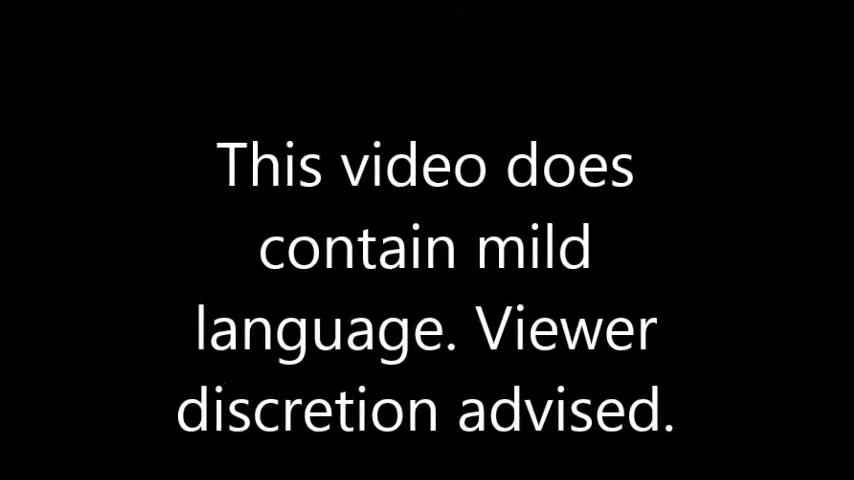 This video does
contain mild
language. Viewer
discretion advised.